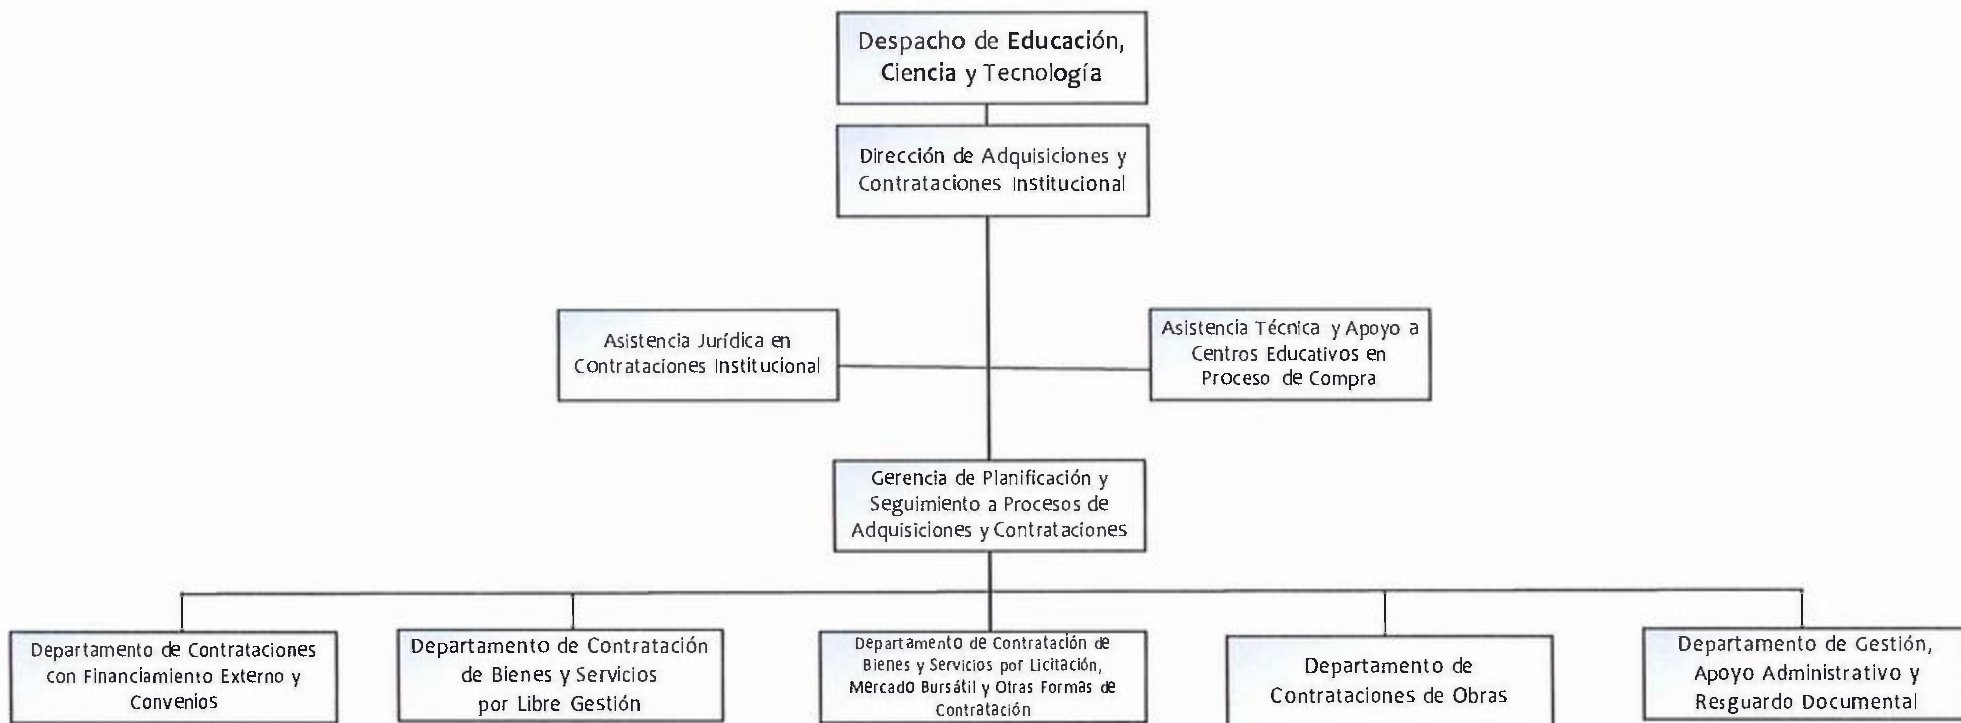 Despacho de Educación,
Ciencia y Tecnología
Dirección de Adquisiciones y
Contrataciones Institucional
Asistencia Jurídica en
Contrataciones Institucional
Asistencia Técnica y Apoyo a
Centros Educativos en
Proceso de Compra
Gerencia de Planificación y
Seguimiento a Procesos de
Adquisiciones y Contrataciones
Departamento de Contrataciones
con Financiamiento Externo y
Convenios
Departamento de Contratación
de Bienes y Servicios
por Libre Gestión
Departamento de Contratación de
Bienes y Servicios por Licitación,
Mercado Bursátil y Otras Formas de
Contratación
Departamento de
Contrataciones de Obras
Departamento de Gestión,
Apoyo Administrativo y
Resguardo Documental